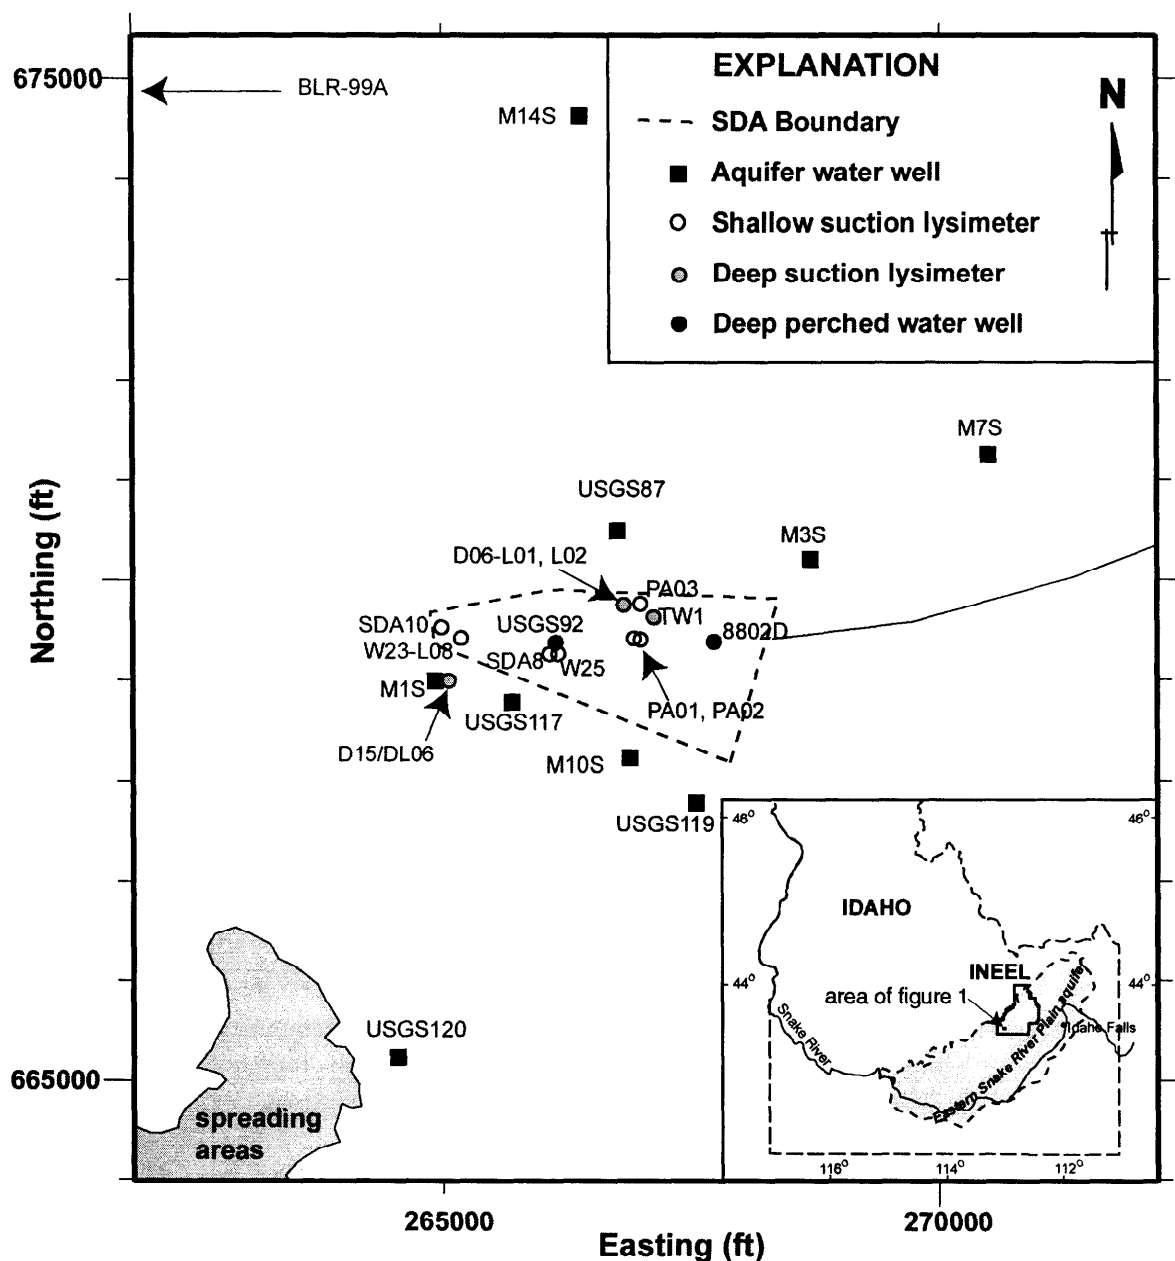 675000
BLR-99A
M14S
EXPLANATION
SDA Boundary
Aquifer water well
Shallow suction lysimeter
Deep suction lysimeter
Deep perched water well
N
M7S
USGS87
M3S
D06-L01, L02
PA03
TW1
SDA10
USGS92
8802D
W23-L08
SDA8
W25
M1S
PA01, PA02
USGS117
D15/DL06
M10S
USGS119
Northing (ft)
46°
46°
IDAHO
INEEL
44°
44°
area of figure 1
Snake River
Idaho Falls
Eastern Snake River Plain aquifer
116°
114°
112°
USGS120
665000
spreading
areas
265000
270000
Easting (ft)